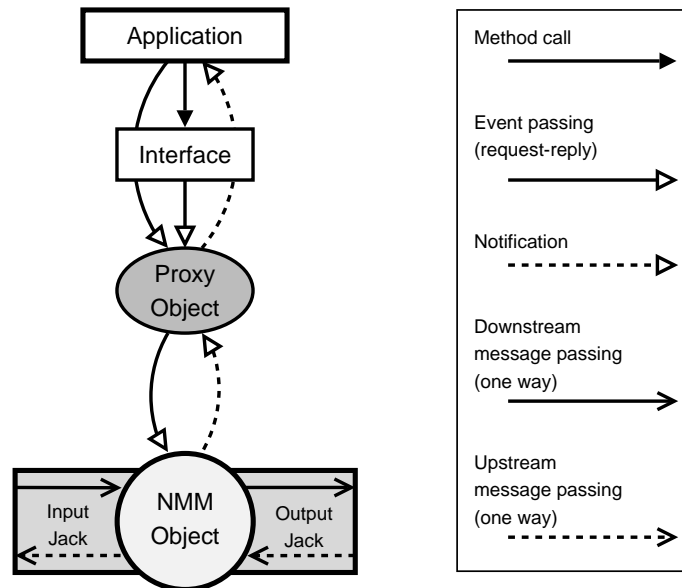 Application
Interface
Proxy
Object
NMM
Object
Input
Jack
Output
Jack
Method call
Event passing
(request-reply)
Notification
Downstream
message passing
(one way)
Upstream
message passing
(one way)